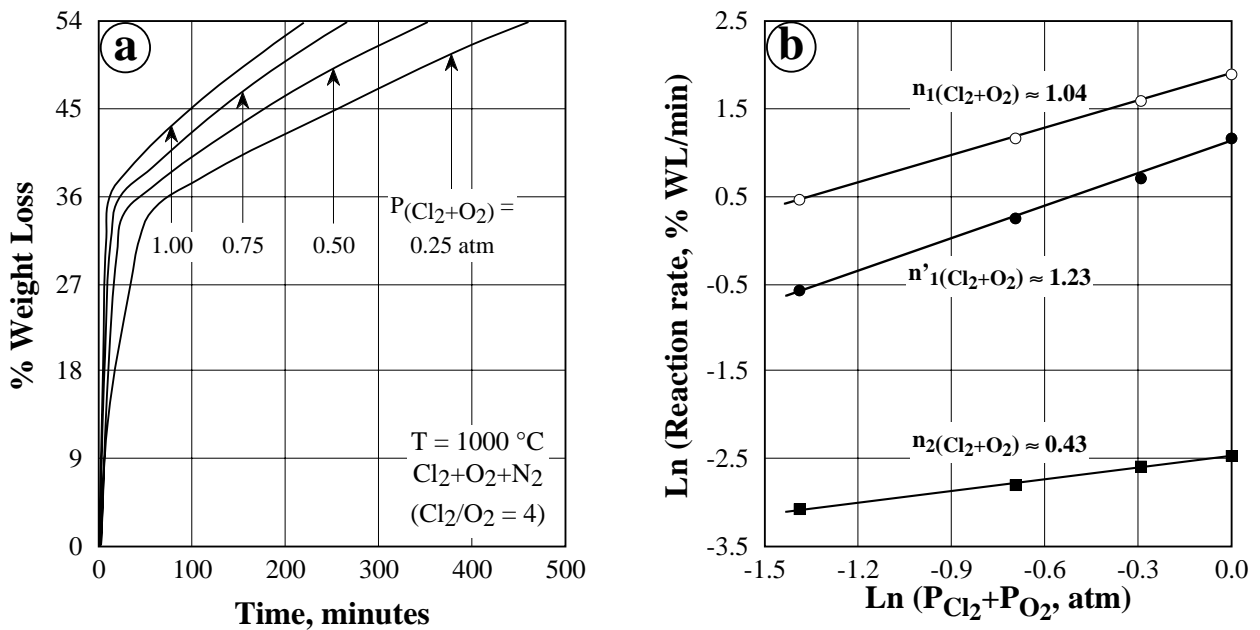 a
54
45
36
27
18
9
0
% Weight Loss
P(Cl2+O2) =
1.00 0.75 0.50 0.25 atm
T = 1000 °C
Cl2+O2+N2
(Cl2/O2 = 4)
0 100 200 300 400 500
Time, minutes
b
2.5
1.5
0.5
-0.5
-1.5
-2.5
-3.5
Ln (Reaction rate, % WL/min)
n1(Cl2+O2) ≈ 1.04
n'1(Cl2+O2) ≈ 1.23
n2(Cl2+O2) ≈ 0.43
-1.5 -1.2 -0.9 -0.6 -0.3 0.0
Ln (PCl2+PO2, atm)